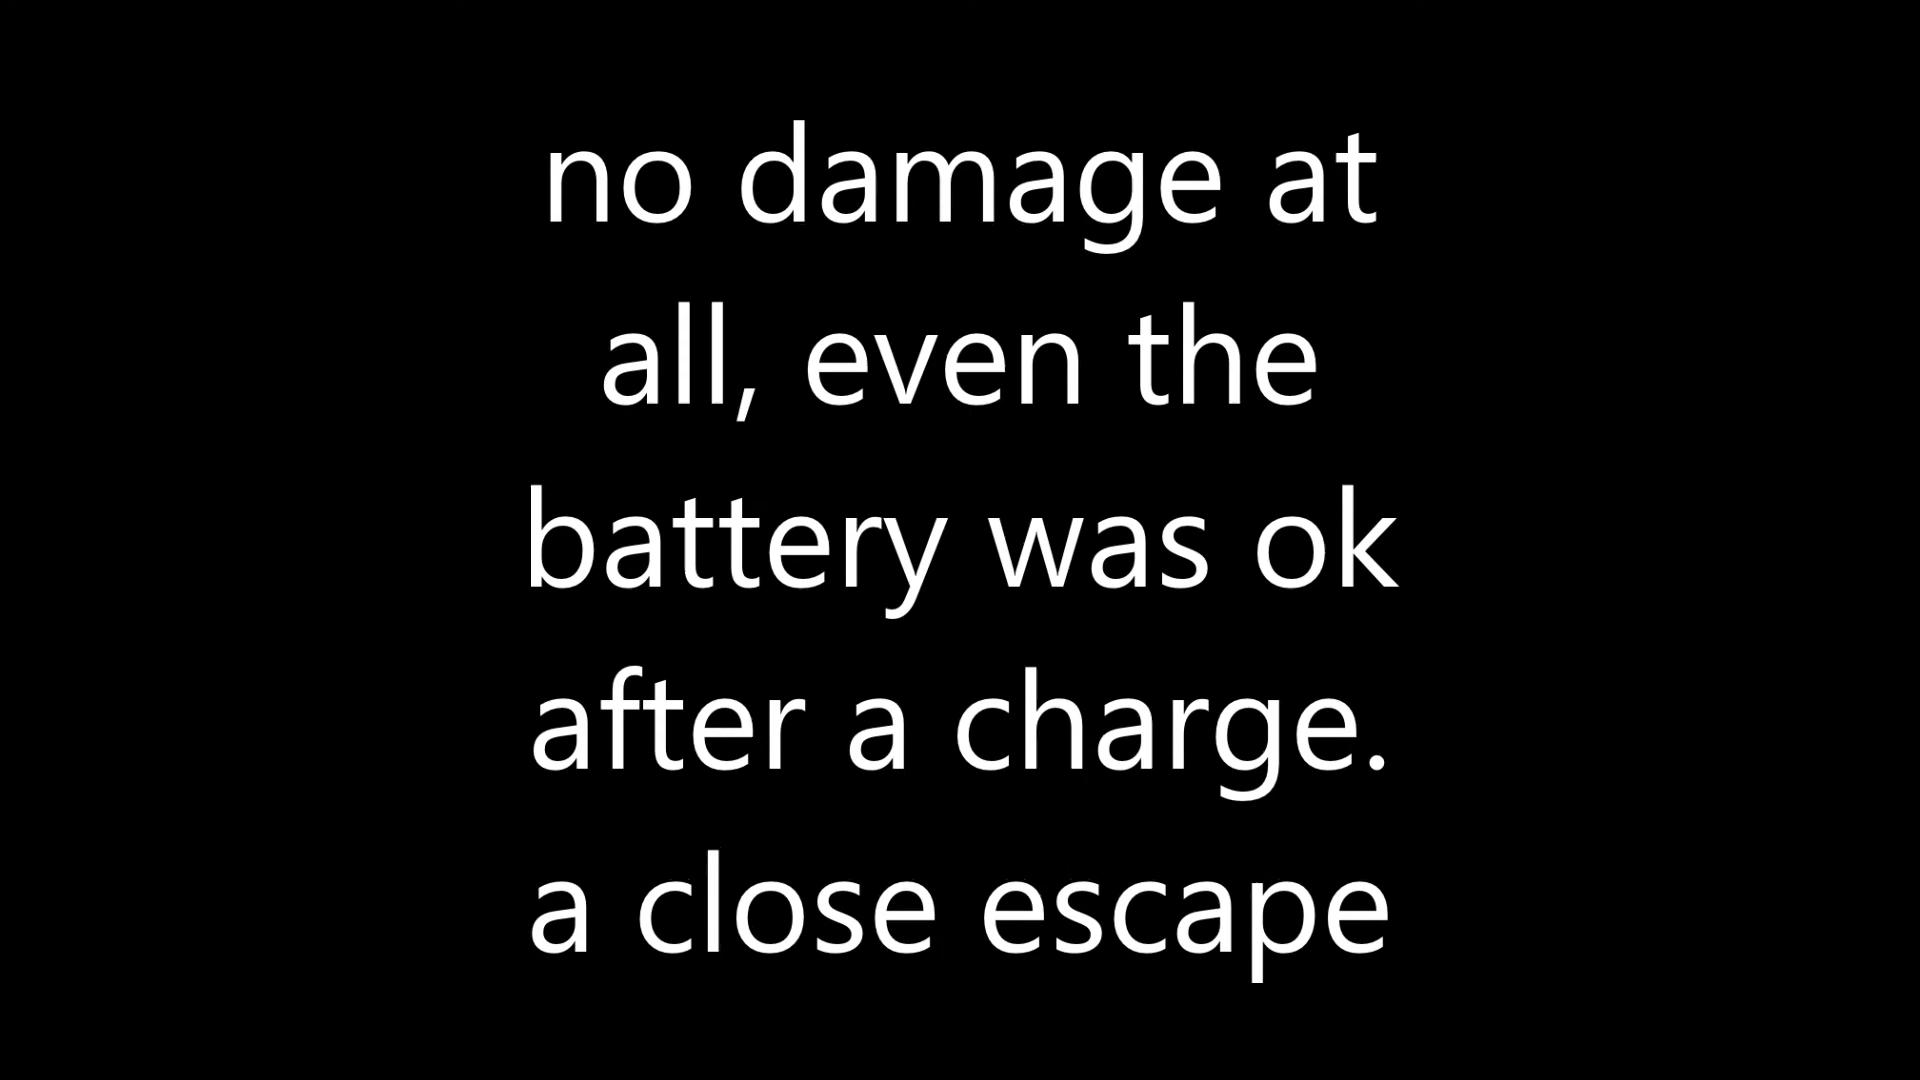 no damage at
all, even the
battery was ok
after a charge.
a close escape